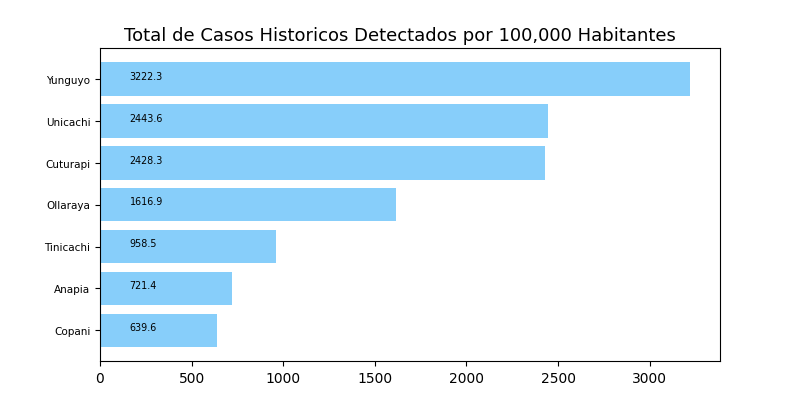 Total de Casos Historicos Detectados por 100,000 Habitantes
Yunguyo 3222.3
Unicachi 2443.6
Cuturapi 2428.3
Ollaraya 1616.9
Tinicachi 958.5
Anapia 721.4
Copani 639.6
0 500 1000 1500 2000 2500 3000